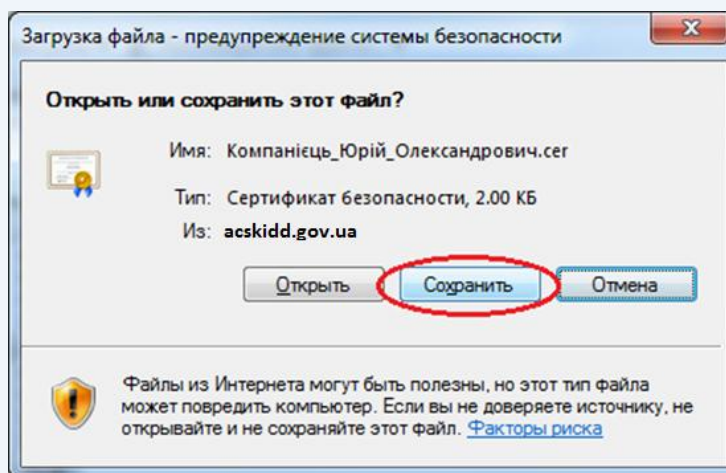 Загрузка файла - предупреждение системы безопасности
Открыть или сохранить этот файл?
Имя: Компанієць_Юрій_Олександрович.cer
Тип: Сертификат безопасности, 2.00 КБ
Из: acskidd.gov.ua
Открыть Сохранить Отмена
Файлы из Интернета могут быть полезны, но этот тип файла
может повредить компьютер. Если вы не доверяете источнику, не
открывайте и не сохраняйте этот файл. Факторы риска